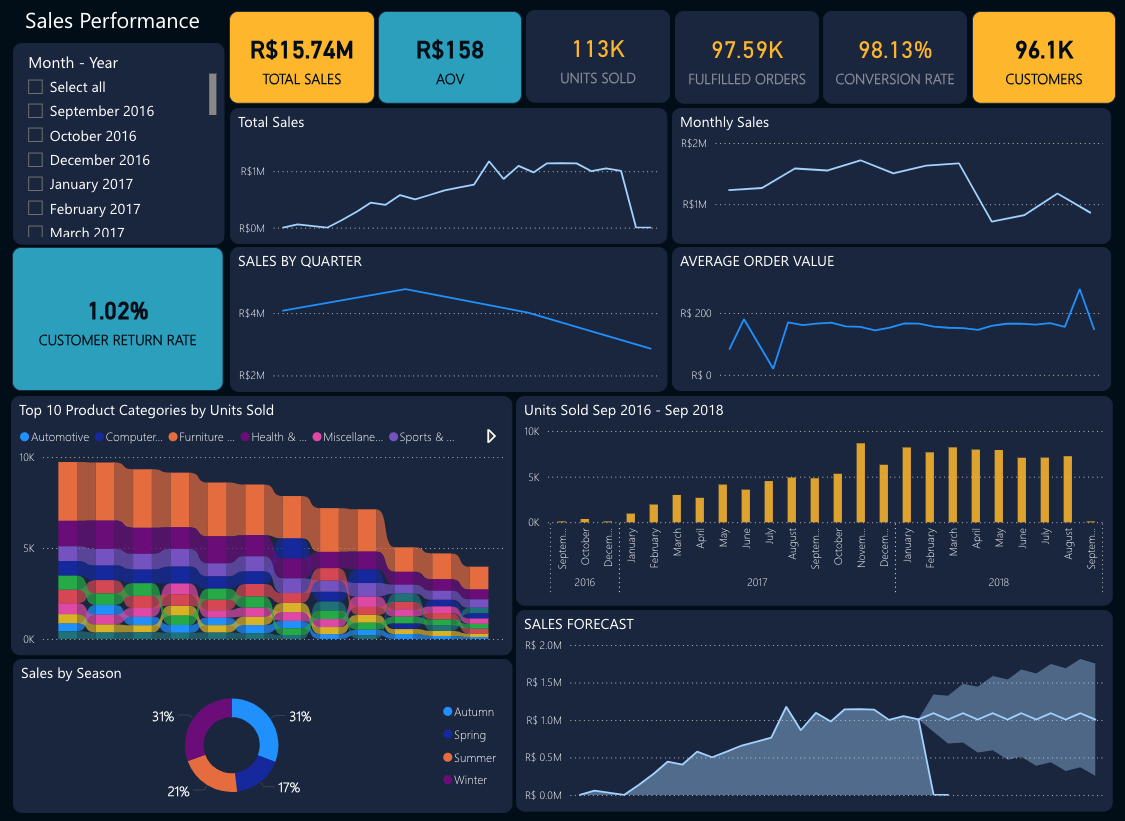 Sales Performance
Month - Year
Select all
September 2016
October 2016
December 2016
January 2017
February 2017
March 2017
R$15.74M
TOTAL SALES
R$158
AOV
113K
UNITS SOLD
97.59K
FULFILLED ORDERS
98.13%
CONVERSION RATE
96.1K
CUSTOMERS
Total Sales
R$1M
R$0M
Monthly Sales
R$2M
R$1M
1.02%
CUSTOMER RETURN RATE
SALES BY QUARTER
R$4M
R$2M
AVERAGE ORDER VALUE
R$ 200
R$ 0
Top 10 Product Categories by Units Sold
Automotive Computer... Furniture ... Health & ... Miscellane... Sports & ...
10K
5K
0K
Units Sold Sep 2016 - Sep 2018
10K
5K
0K
Septem... October Decem... January February March April May June July August Septem... October Novem... Decem... January February March April May June July August Septem...
2016 2017 2018
Sales by Season
31% 31%
21% 17%
Autumn
Spring
Summer
Winter
SALES FORECAST
R$ 2.0M
R$ 1.5M
R$ 1.0M
R$ 0.5M
R$ 0.0M